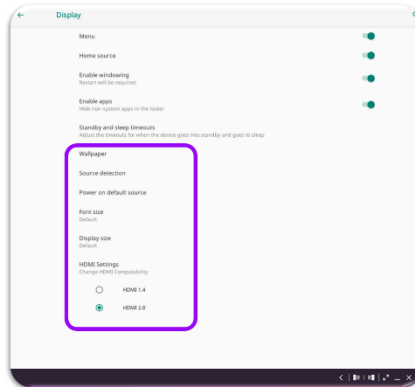 Display
Menu
Home source
Enable windowing
Restart will be required
Enable apps
Hide non-system apps in the locker
Standby and sleep timeouts
Adjust the timeouts for when the device goes into standby and goes to sleep
Wallpaper
Source detection
Power on default source
Font size
Default
Display size
Default
HDMI Settings
Change HDMI Compatibility
HDMI 1.4
HDMI 2.0